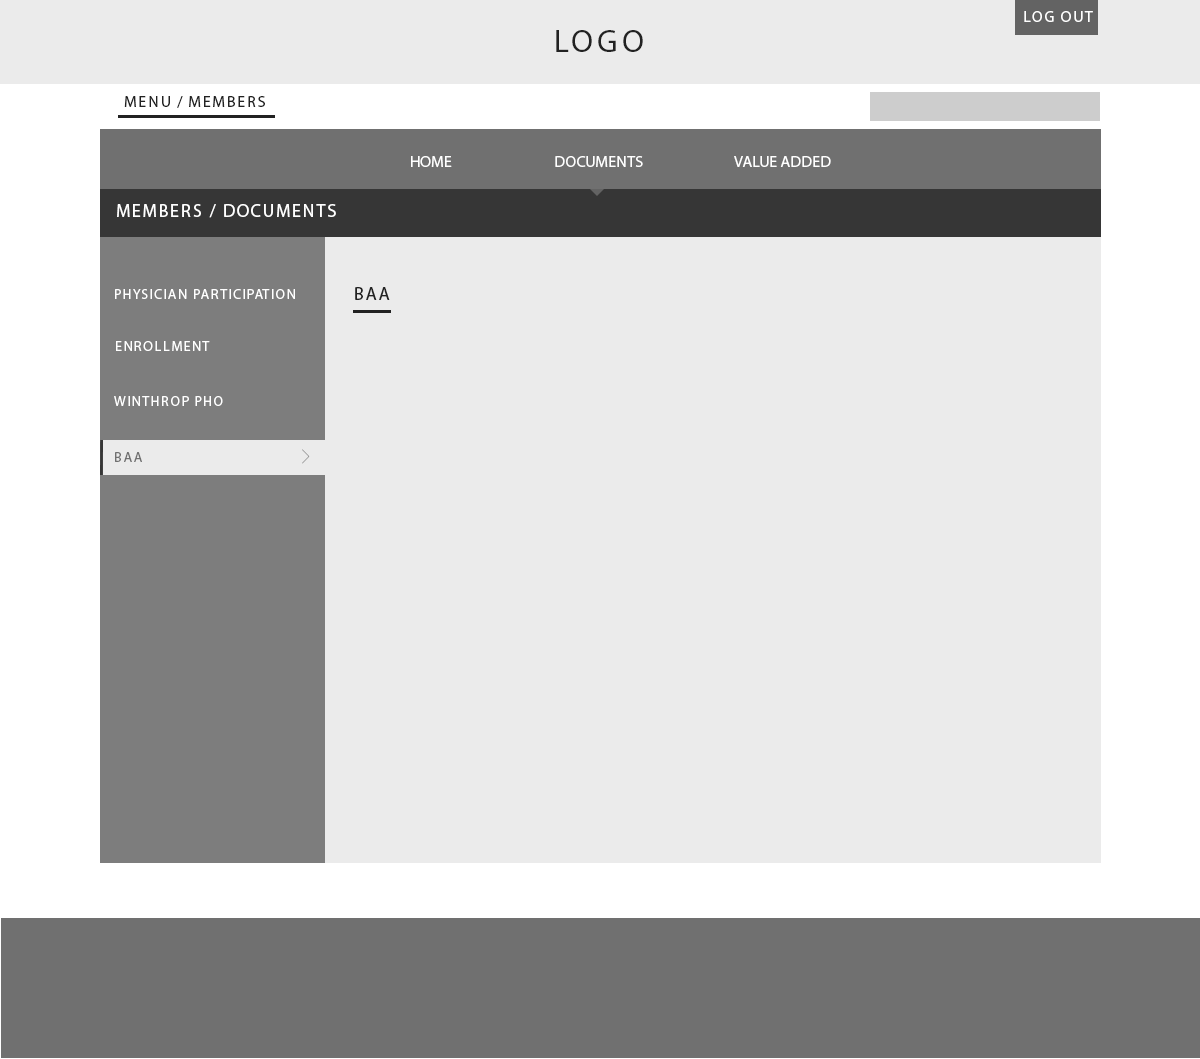 LOG OUT
LOGO
MENU / MEMBERS
HOME
DOCUMENTS
VALUE ADDED
MEMBERS / DOCUMENTS
PHYSICIAN PARTICIPATION
BAA
ENROLLMENT
WINTHROP PHO
BAA